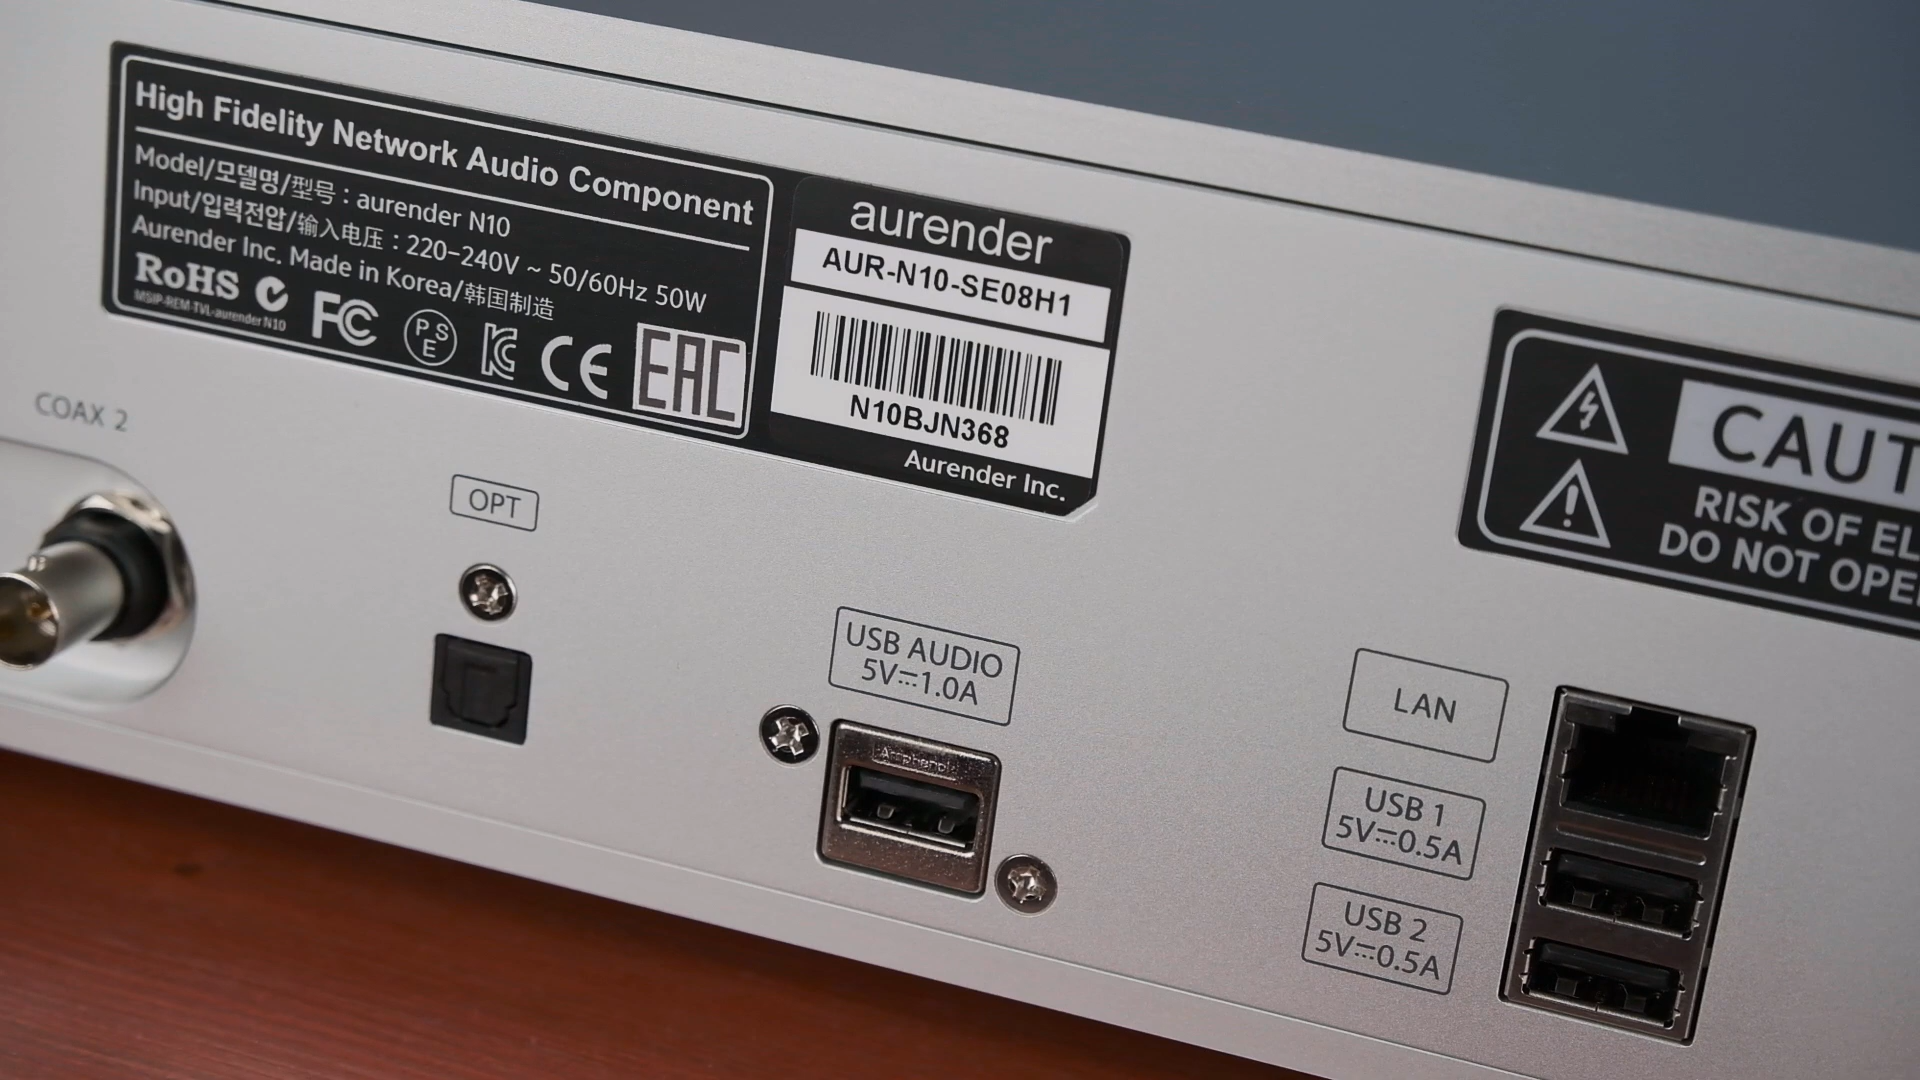 High Fidelity Network Audio Component
Model/모델명/型号 : aurender N10
Input/입력전압/输入电压 : 220-240V ~ 50/60Hz 50W
Aurender Inc. Made in Korea/韩国制造
RoHS
MSIP-REM-TVL-aurender N10
FC
PSE
KC
CE
EAC
aurender
AUR-N10-SE08H1
N10BJN368
Aurender Inc.
CAUT
RISK OF EL
DO NOT OPE
COAX 2
OPT
USB AUDIO
5V⎓1.0A
Amphenol
LAN
USB 1
5V⎓0.5A
USB 2
5V⎓0.5A